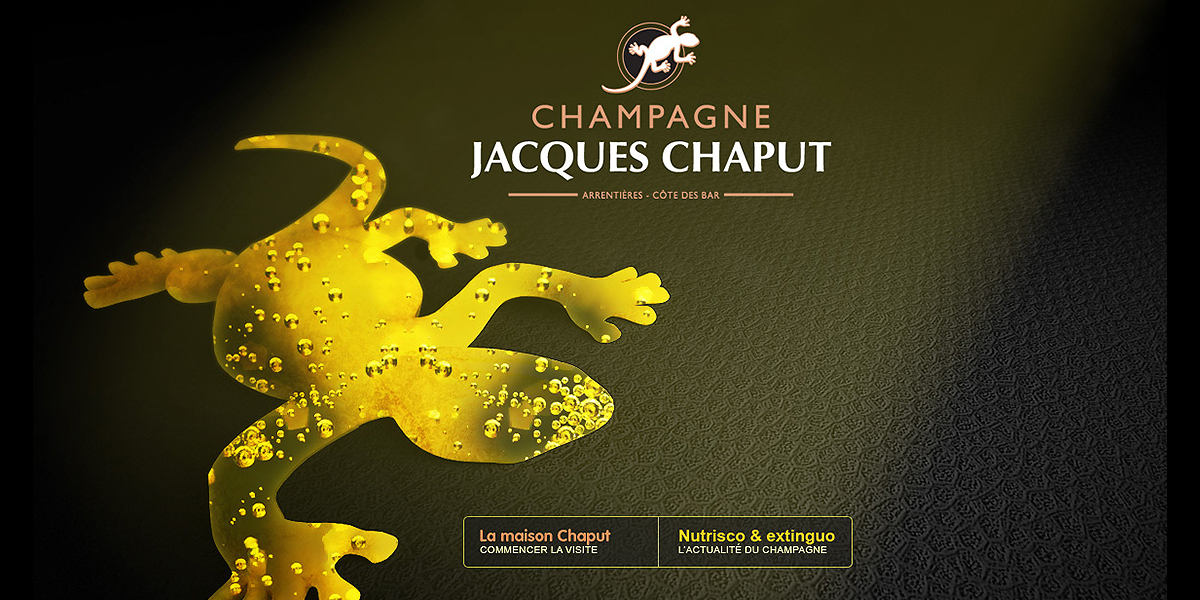 CHAMPAGNE
JACQUES CHAPUT
ARRENTIÈRES - CÔTE DES BAR
La maison Chaput
COMMENCER LA VISITE
Nutrisco & extinguo
L'ACTUALITÉ DU CHAMPAGNE